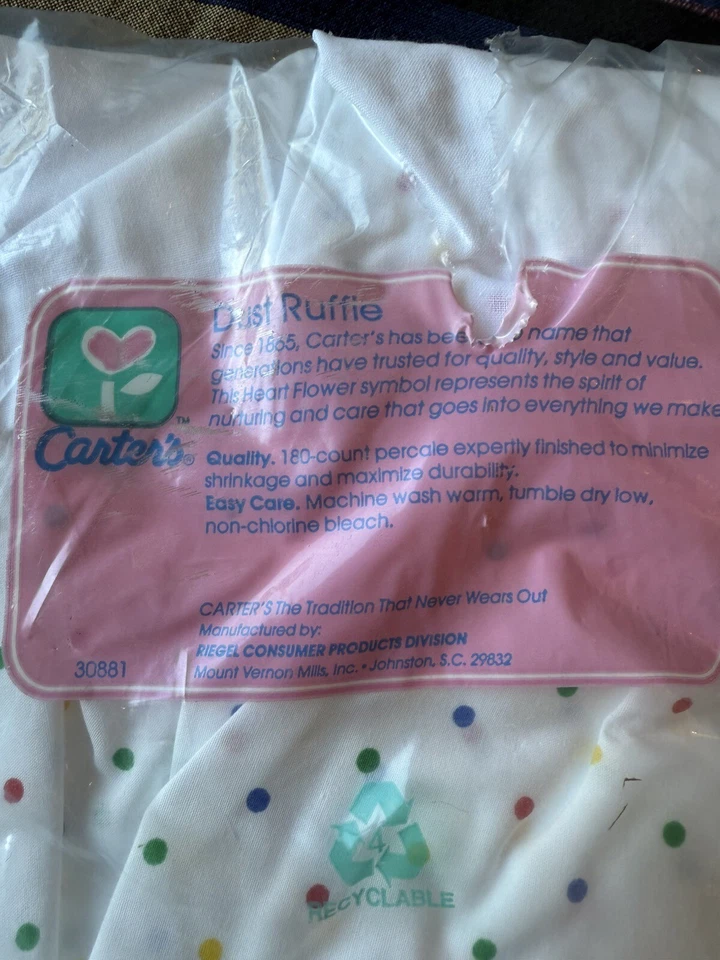 Dust Ruffle
Since 1865, Carter's has been name that
generations have trusted for quality, style and value.
This Heart Flower symbol represents the spirit of
nurturing and care that goes into everything we make
TM
Carter's®
Quality. 180-count percale expertly finished to minimize
shrinkage and maximize durability.
Easy Care. Machine wash warm, tumble dry low,
non-chlorine bleach.
CARTER'S The Tradition That Never Wears Out
Manufactured by:
RIEGEL CONSUMER PRODUCTS DIVISION
Mount Vernon Mills, Inc. • Johnston, S.C. 29832
30881
4
RECYCLABLE